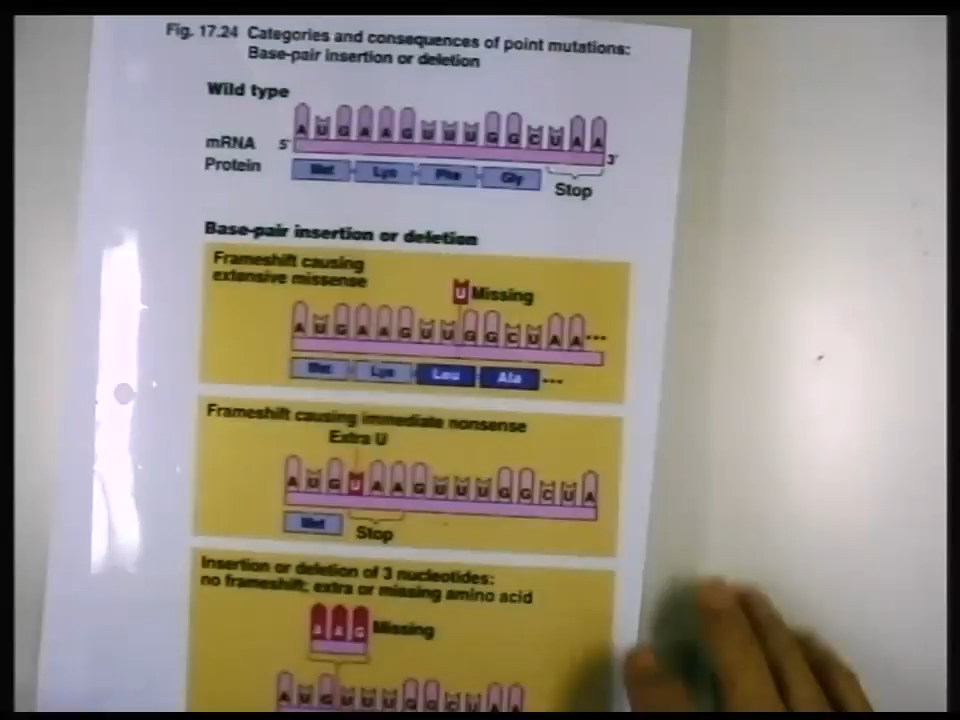 Fig. 17.24 Categories and consequences of point mutations:
Base-pair insertion or deletion
Wild type
A U G A A G U U U G G C U A A
mRNA 5' 3'
Protein Met Lys Phe Gly Stop
Base-pair insertion or deletion
Frameshift causing
extensive missense
U Missing
A U G A A G U U G G C U A A ...
Met Lys Leu Ala ...
Frameshift causing immediate nonsense
Extra U
A U G U A A G U U U G G C U A
Met Stop
Insertion or deletion of 3 nucleotides:
no frameshift; extra or missing amino acid
A A G Missing
A U G U U U G G C U A A